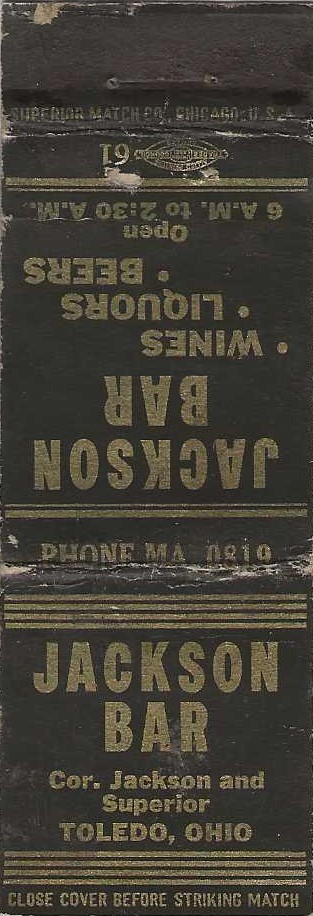 SUPERIOR MATCH CO. CHICAGO, U.S.A.
61
JACKSON
BAR
• WINES
• LIQUORS
• BEERS
Open
6 A.M. to 2:30 A.M.
PHONE MA 0819
JACKSON
BAR
Cor. Jackson and
Superior
TOLEDO, OHIO
CLOSE COVER BEFORE STRIKING MATCH